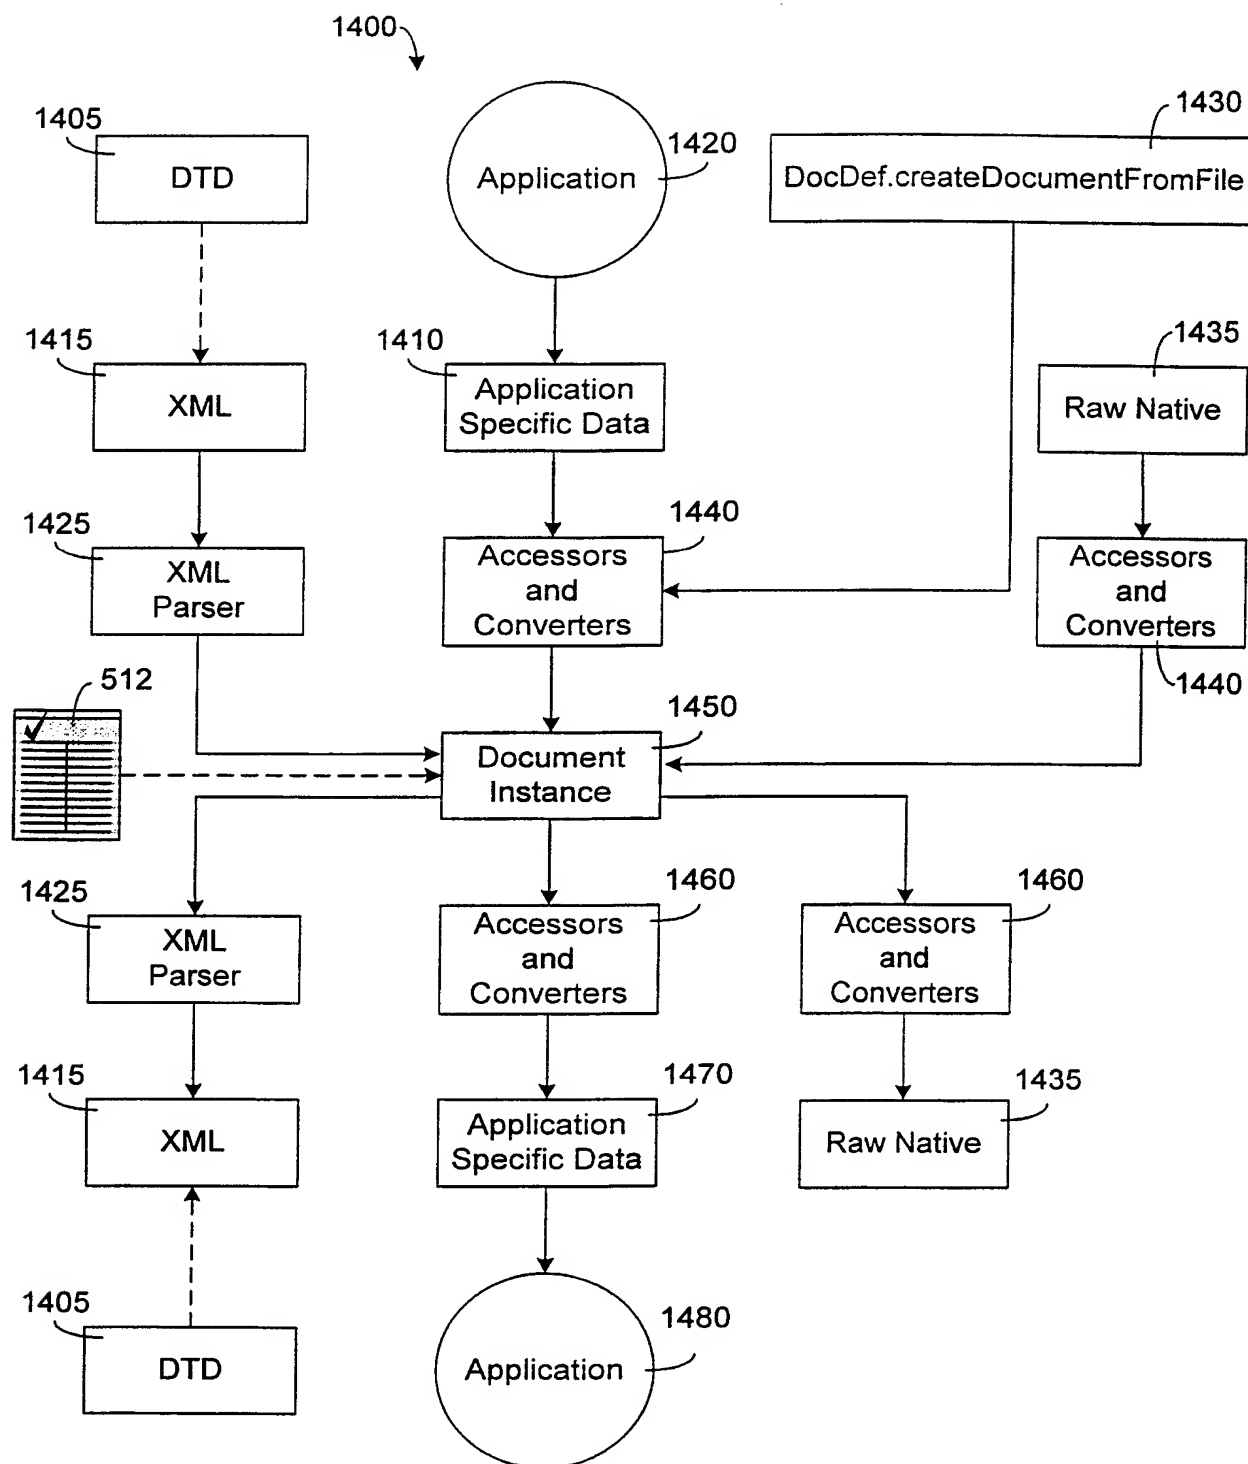 1400
1405
DTD
1420
Application
1430
DocDef.createDocumentFromFile
1415
XML
1410
Application
Specific Data
1435
Raw Native
1425
XML
Parser
1440
Accessors
and
Converters
Accessors
and
Converters
1440
512
1450
Document
Instance
1425
XML
Parser
1460
Accessors
and
Converters
1460
Accessors
and
Converters
1415
XML
1470
Application
Specific Data
1435
Raw Native
1405
DTD
1480
Application